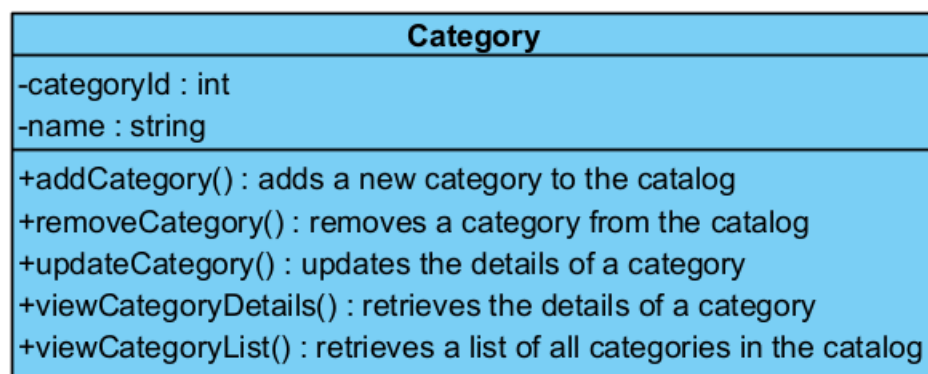 Category
-categoryId : int
-name : string
+addCategory() : adds a new category to the catalog
+removeCategory() : removes a category from the catalog
+updateCategory() : updates the details of a category
+viewCategoryDetails() : retrieves the details of a category
+viewCategoryList() : retrieves a list of all categories in the catalog